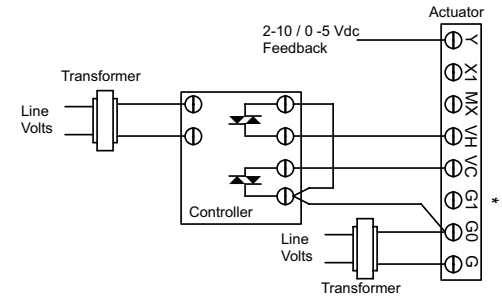 Actuator
2-10 / 0 -5 Vdc
Feedback
Y
X1
MX
VH
VC
G1
*
G0
G
Transformer
Line
Volts
Controller
Line
Volts
Transformer